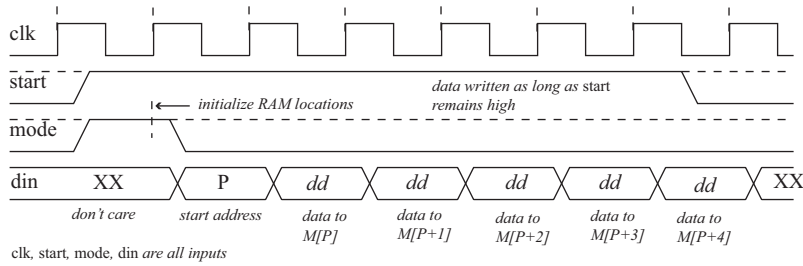 clk
start
data written as long as start
remains high
initialize RAM locations
mode
din XX P dd dd dd dd dd XX
don't care start address data to data to data to data to data to
M[P] M[P+1] M[P+2] M[P+3] M[P+4]
clk, start, mode, din are all inputs